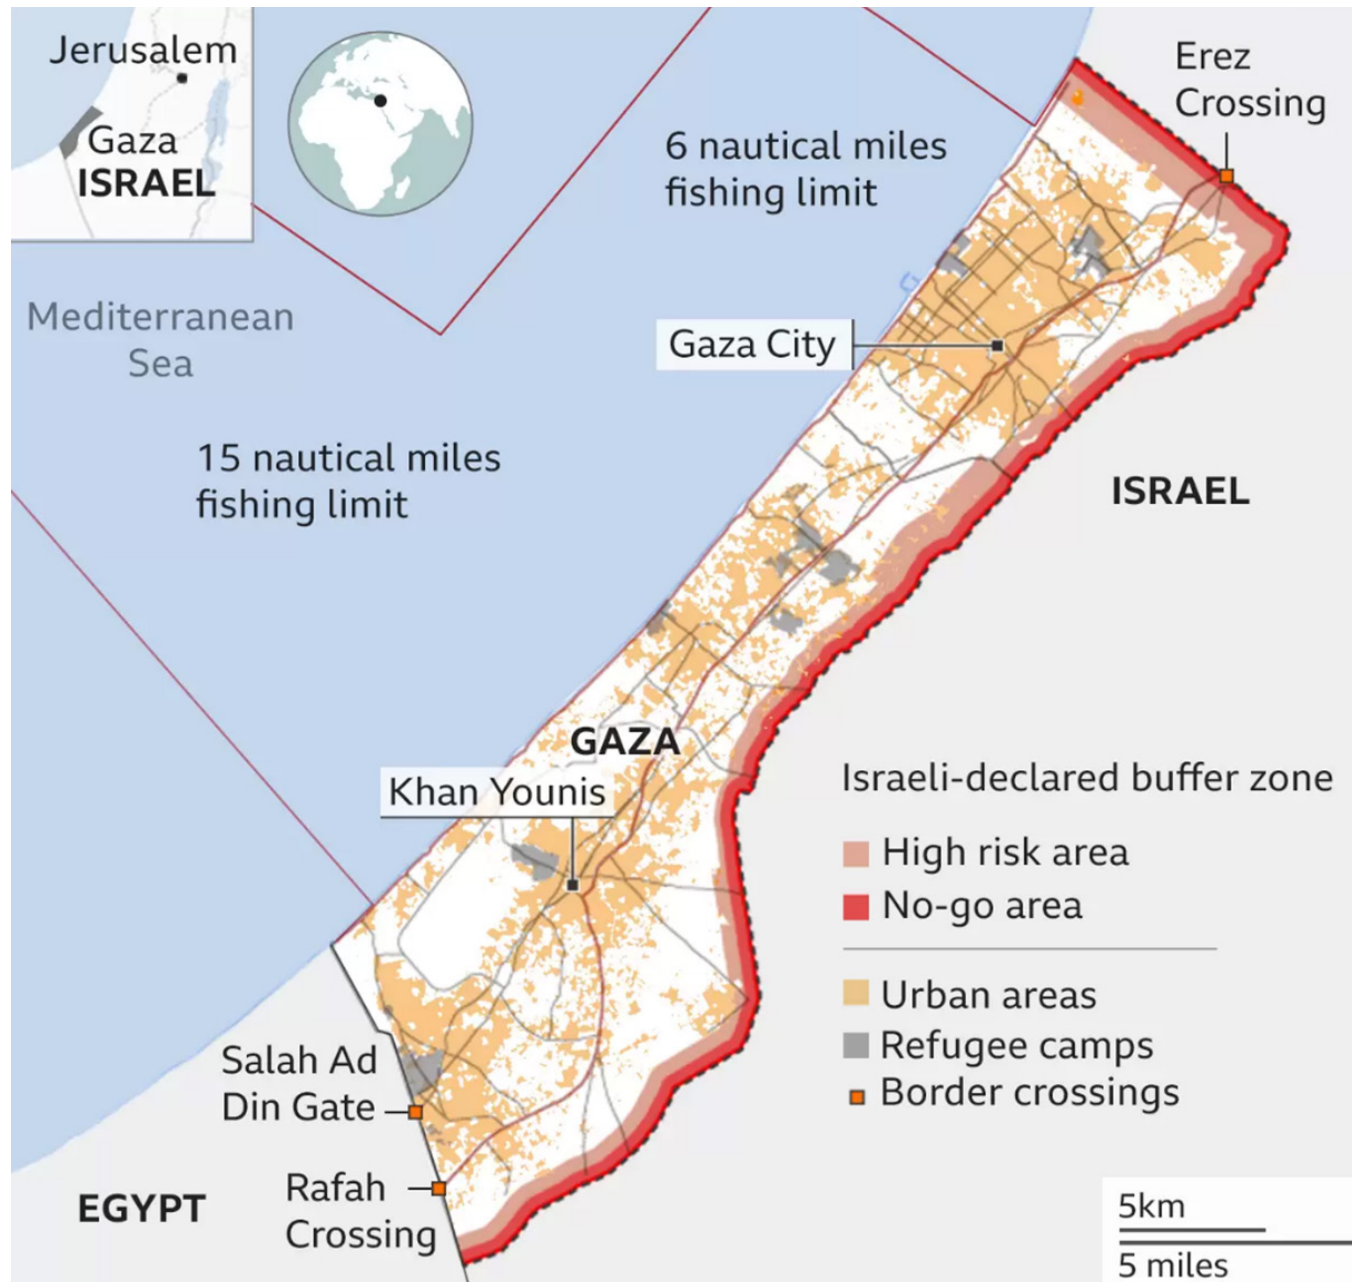 Jerusalem
Gaza
ISRAEL
Erez
Crossing
6 nautical miles
fishing limit
Mediterranean
Sea
Gaza City
15 nautical miles
fishing limit
ISRAEL
GAZA
Khan Younis
Israeli-declared buffer zone
High risk area
No-go area
Urban areas
Refugee camps
Border crossings
Salah Ad
Din Gate
Rafah
Crossing
EGYPT
5km
5 miles